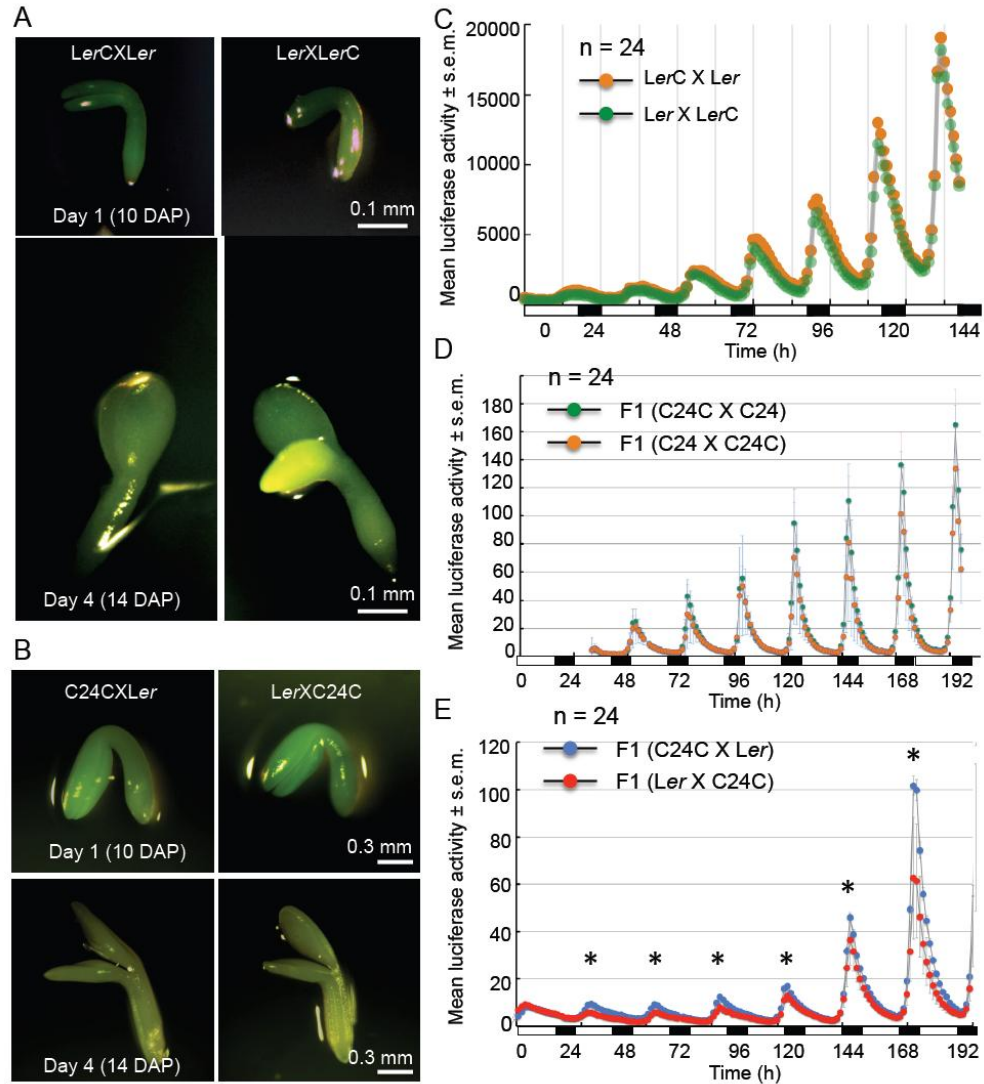 A
LerCXLer
LerXLerC
Day 1 (10 DAP)
0.1 mm
Day 4 (14 DAP)
0.1 mm
B
C24CXLer
LerXC24C
Day 1 (10 DAP)
0.3 mm
Day 4 (14 DAP)
0.3 mm
C
Mean luciferase activity ± s.e.m.
20000
15000
10000
5000
0
n = 24
LerC X Ler
Ler X LerC
0 24 48 72 96 120 144
Time (h)
D
Mean luciferase activity ± s.e.m.
180
160
140
120
100
80
60
40
20
0
n = 24
F1 (C24C X C24)
F1 (C24 X C24C)
0 24 48 72 96 120 144 168 192
Time (h)
E
Mean luciferase activity ± s.e.m.
120
100
80
60
40
20
0
n = 24
F1 (C24C X Ler)
F1 (Ler X C24C)
* * * * * *
0 24 48 72 96 120 144 168 192
Time (h)